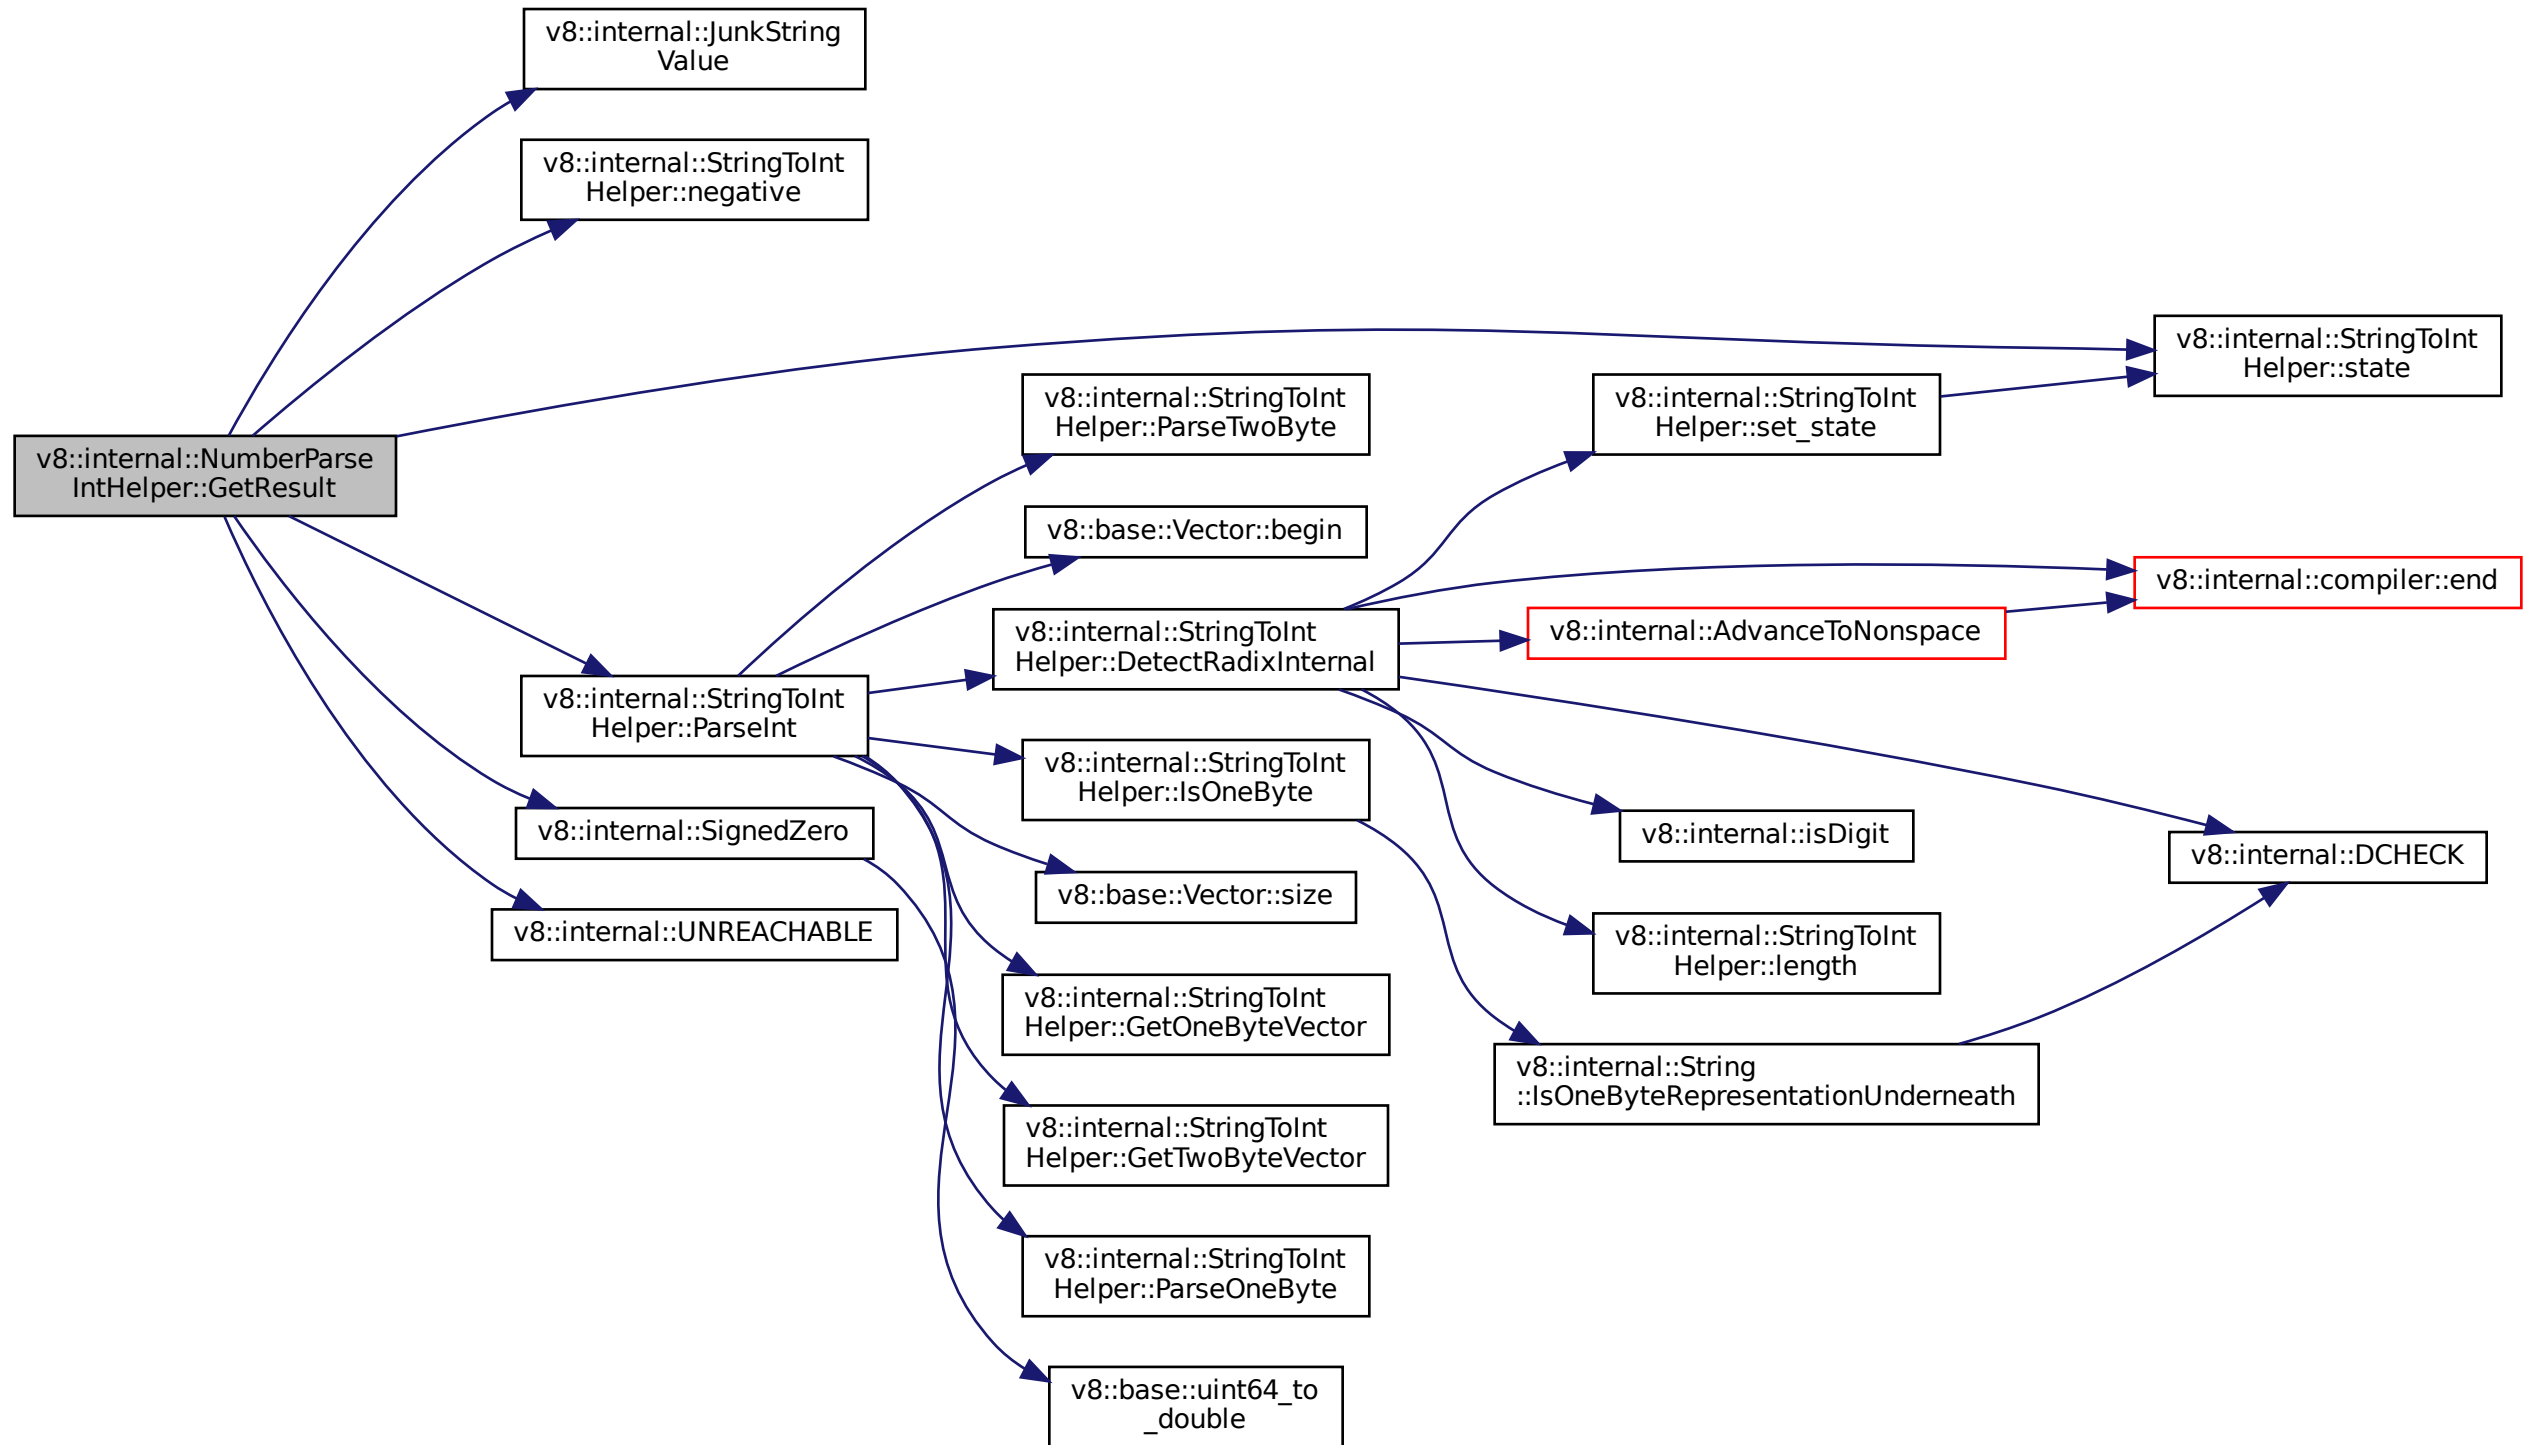 v8::internal::JunkString
Value
v8::internal::StringToInt
Helper::negative
v8::internal::StringToInt
Helper::state
v8::internal::StringToInt
Helper::ParseTwoByte
v8::internal::StringToInt
Helper::set_state
v8::internal::NumberParse
IntHelper::GetResult
v8::base::Vector::begin
v8::internal::compiler::end
v8::internal::StringToInt
Helper::DetectRadixInternal
v8::internal::AdvanceToNonspace
v8::internal::StringToInt
Helper::ParseInt
v8::internal::StringToInt
Helper::IsOneByte
v8::internal::SignedZero
v8::internal::isDigit
v8::internal::DCHECK
v8::base::Vector::size
v8::internal::UNREACHABLE
v8::internal::StringToInt
Helper::length
v8::internal::StringToInt
Helper::GetOneByteVector
v8::internal::String
::IsOneByteRepresentationUnderneath
v8::internal::StringToInt
Helper::GetTwoByteVector
v8::internal::StringToInt
Helper::ParseOneByte
v8::base::uint64_to
_double